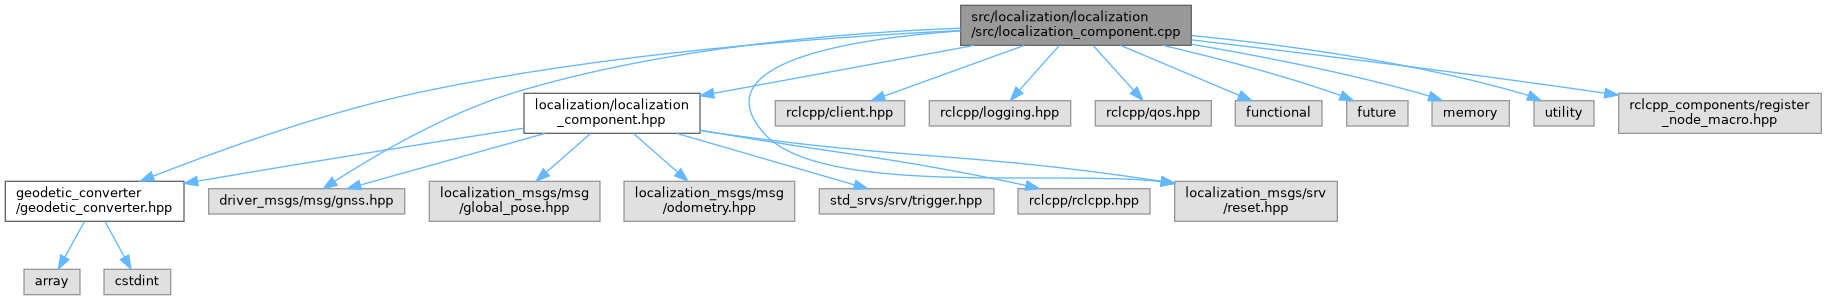 src/localization/localization
/src/localization_component.cpp
localization/localization
_component.hpp
rclcpp/client.hpp
rclcpp/logging.hpp
rclcpp/qos.hpp
functional
future
memory
utility
rclcpp_components/register
_node_macro.hpp
geodetic_converter
/geodetic_converter.hpp
driver_msgs/msg/gnss.hpp
localization_msgs/msg
/global_pose.hpp
localization_msgs/msg
/odometry.hpp
std_srvs/srv/trigger.hpp
rclcpp/rclcpp.hpp
localization_msgs/srv
/reset.hpp
array
cstdint